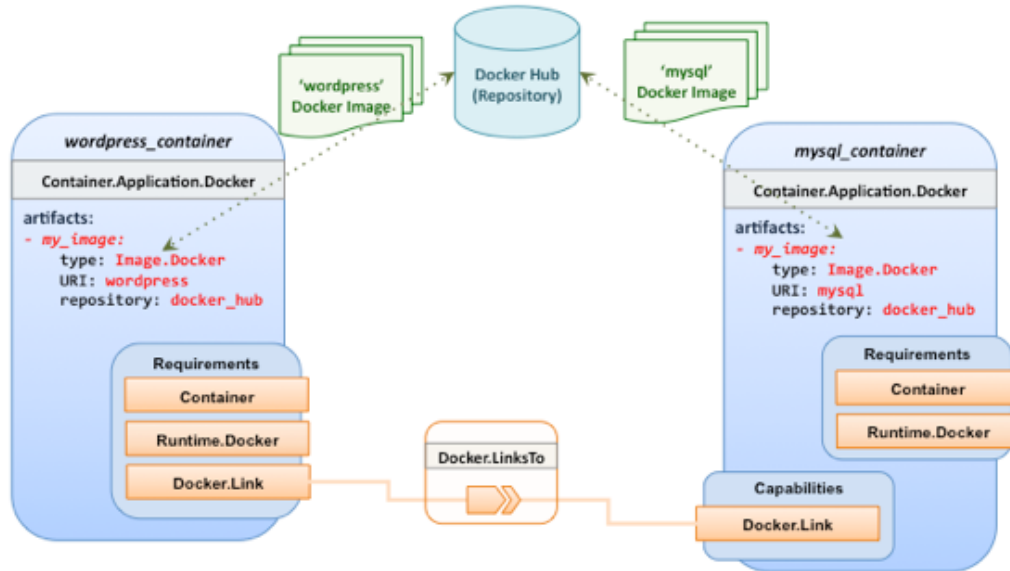 'wordpress'
Docker Image
Docker Hub
(Repository)
'mysql'
Docker Image
wordpress_container
Container.Application.Docker
artifacts:
- my_image:
type: Image.Docker
URI: wordpress
repository: docker_hub
Requirements
Container
Runtime.Docker
Docker.Link
Docker.LinksTo
mysql_container
Container.Application.Docker
artifacts:
- my_image:
type: Image.Docker
URI: mysql
repository: docker_hub
Requirements
Container
Runtime.Docker
Capabilities
Docker.Link